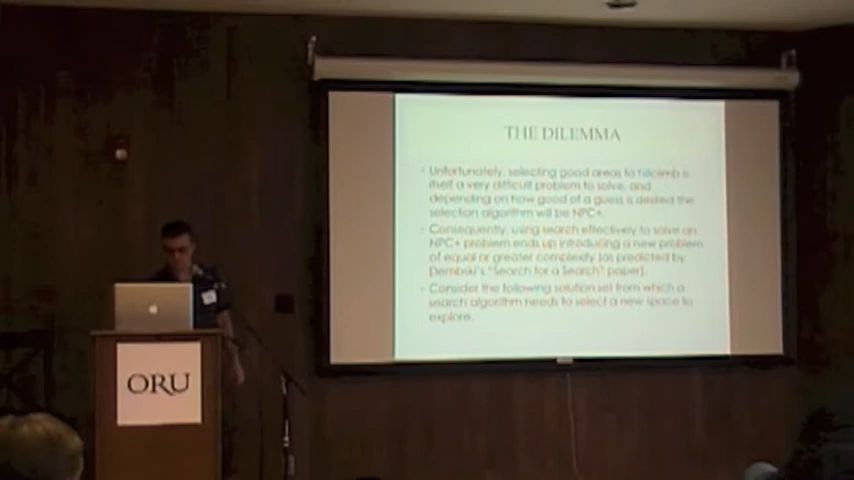 THE DILEMMA
Unfortunately, selecting good areas to
itself a very difficult problem to solve, and
depending on how good of a guess is desired the
selection algorithm will be NPC+.
Consequently, using search effectively to solve an
NPC+ problem ends up introducing a new problem
of equal or greater complexity (as predicted by
Dembski's "Search for a Search" paper).
Consider the following solution set from which a
search algorithm needs to select a new space to
explore.
ORU